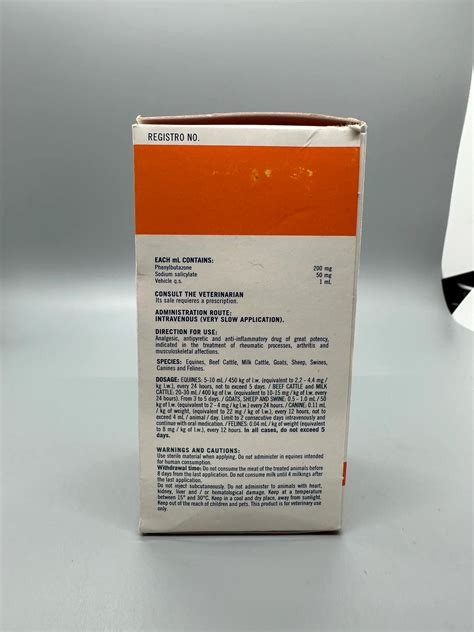 REGISTRO NO.
EACH mL CONTAINS:
Phenylbutazone 200 mg
Sodium salicylate 50 mg
Vehicle q.s. 1 mL
CONSULT THE VETERINARIAN
Its sale requieres a prescription.
ADMINISTRATION ROUTE:
INTRAVENOUS (VERY SLOW APPLICATION).
DIRECTION FOR USE:
Analgesic, antipyretic and anti-inflammatory drug of great potency,
indicated in the treatment of rheumatic processes, arthritis and
musculoskeletal affections.
SPECIES: Equines, Beef Cattle, Milk Cattle, Goats, Sheep, Swines,
Canines and Felines.
DOSAGE: EQUINES: 5-10 mL/ 450 kg of l.w. (equivalent to 2.2 - 4.4 mg /
kg l.w.), every 24 hours, not to exceed 5 days./ BEEF CATTLE and MILK
CATTLE: 20-30 mL / 400 kg of l.w. (equivalent to 10-15 mg / kg of l.w.) every 24
hours. From 3 to 5 days. / GOATS, SHEEP and SWINE: 0.5 - 1.0 mL / 50
kg of l.w. (equivalent to 2 - 4 mg / kg of l.w.) every 24 hours./ CANINE: 0.11 mL
/ kg of weight, (equivalent to 22 mg / kg of l.w.), every 12 hours, not to exceed
4 mL / animal / day. Limit to 2 consecutive days intravenously and
continue with oral medication. / FELINES: 0.04 mL / kg of weight (equivalent
to 8 mg / kg of l.w.), every 12 hours. In all cases, do not exceed 5
days.
WARNINGS AND CAUTIONS:
Use sterile material when applying. Do not administer in equines intended
for human consumption.
Withdrawal time: Do not consume the meat of the treated animals before
8 days from the last application. Do not consume milk until 4 milkings after
the last application.
Do not inject subcutaneously. Do not administer to animals with heart,
kidney, liver and / or bematological damage. Keep at a temperature
between 15° and 30°C. Keep in a cool and dry place, away from sunlight.
Keep out of the reach of children and pets. This product is for veterinary use
only.